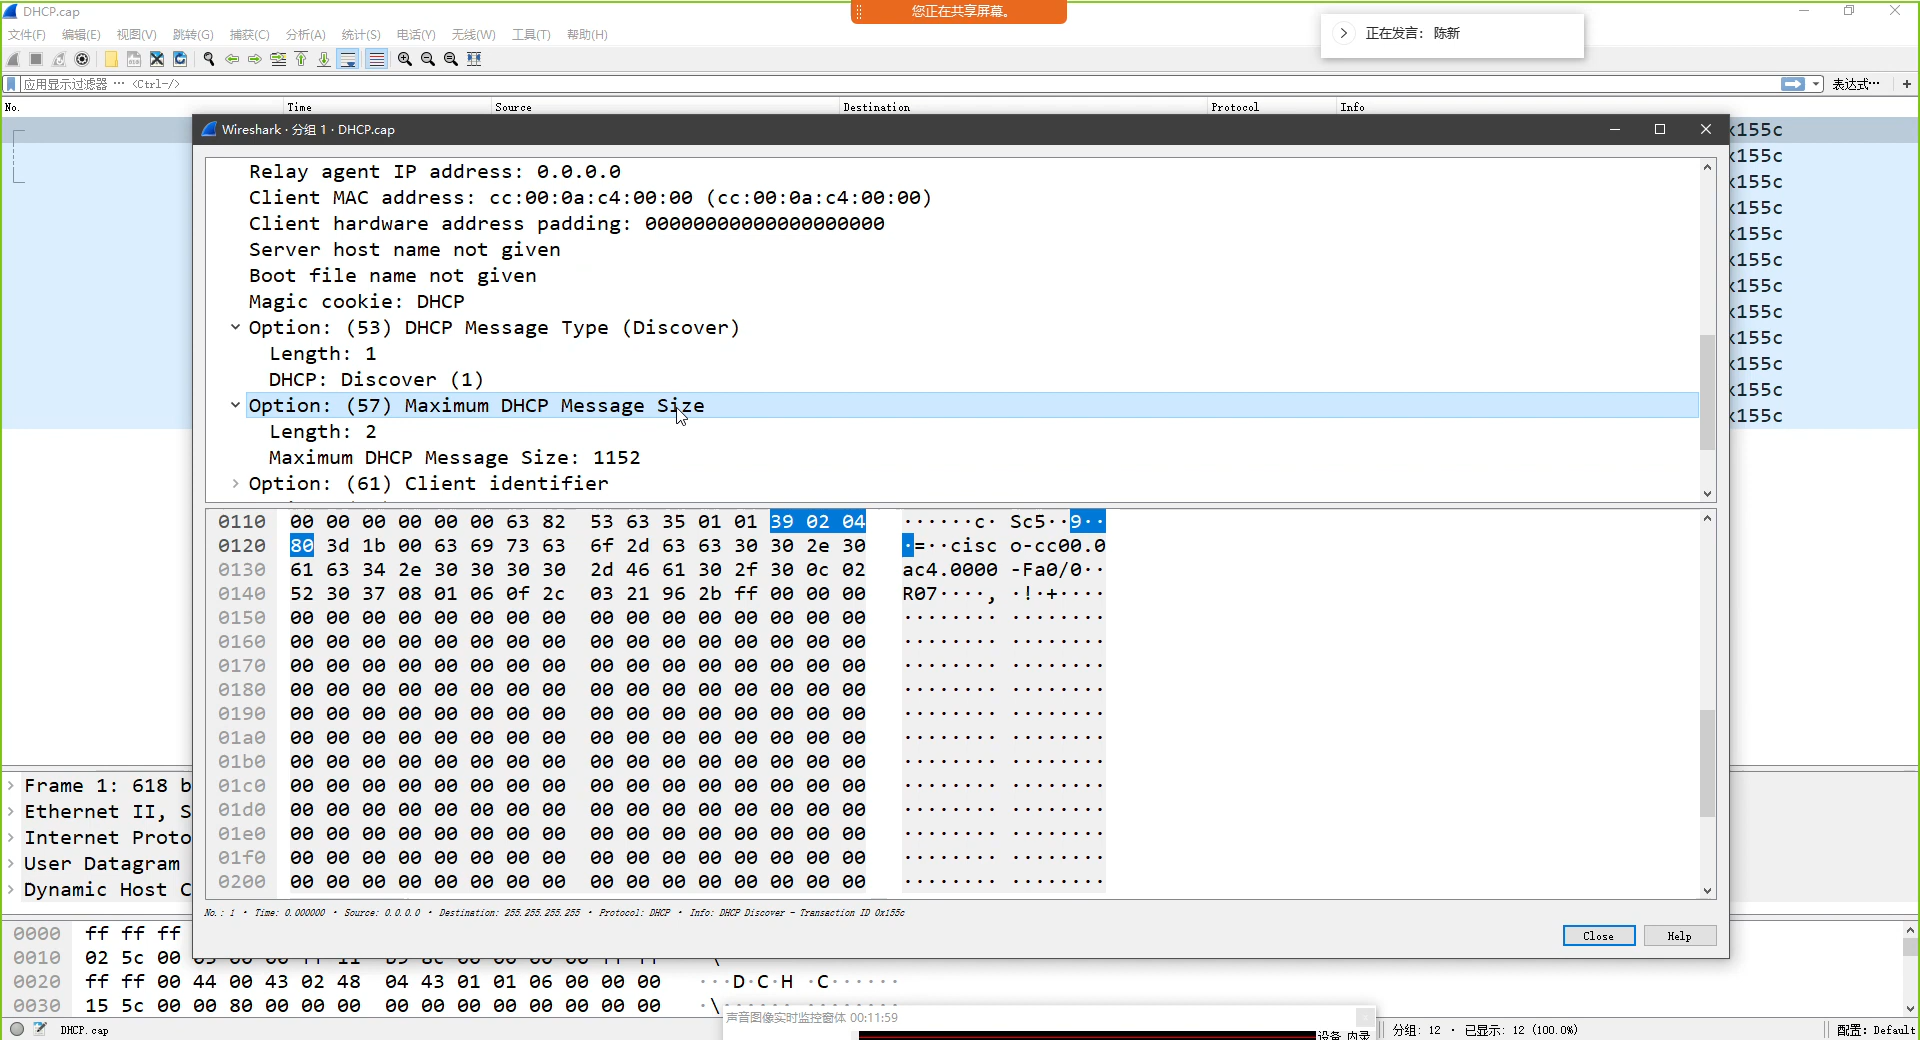 DHCP.cap
您正在共享屏幕。
正在发言: 陈新
文件(F) 编辑(E) 视图(V) 跳转(G) 捕获(C) 分析(A) 统计(S) 电话(Y) 无线(W) 工具(T) 帮助(H)
应用显示过滤器 … <Ctrl-/>
表达式…
+
No. Time Source Destination Protocol Info
Wireshark · 分组 1 · DHCP.cap
x155c
x155c
x155c
x155c
x155c
x155c
x155c
x155c
x155c
x155c
x155c
x155c
Relay agent IP address: 0.0.0.0
Client MAC address: cc:00:0a:c4:00:00 (cc:00:0a:c4:00:00)
Client hardware address padding: 00000000000000000000
Server host name not given
Boot file name not given
Magic cookie: DHCP
Option: (53) DHCP Message Type (Discover)
Length: 1
DHCP: Discover (1)
Option: (57) Maximum DHCP Message Size
Length: 2
Maximum DHCP Message Size: 1152
Option: (61) Client identifier
0110 00 00 00 00 00 00 63 82 53 63 35 01 01 39 02 04 ······c· Sc5··9··
0120 80 3d 1b 00 63 69 73 63 6f 2d 63 63 30 30 2e 30 ·=··cisc o-cc00.0
0130 61 63 34 2e 30 30 30 30 2d 46 61 30 2f 30 0c 02 ac4.0000 -Fa0/0··
0140 52 30 37 08 01 06 0f 2c 03 21 96 2b ff 00 00 00 R07····, ·!·+····
0150 00 00 00 00 00 00 00 00 00 00 00 00 00 00 00 00 ········ ········
0160 00 00 00 00 00 00 00 00 00 00 00 00 00 00 00 00 ········ ········
0170 00 00 00 00 00 00 00 00 00 00 00 00 00 00 00 00 ········ ········
0180 00 00 00 00 00 00 00 00 00 00 00 00 00 00 00 00 ········ ········
0190 00 00 00 00 00 00 00 00 00 00 00 00 00 00 00 00 ········ ········
01a0 00 00 00 00 00 00 00 00 00 00 00 00 00 00 00 00 ········ ········
01b0 00 00 00 00 00 00 00 00 00 00 00 00 00 00 00 00 ········ ········
01c0 00 00 00 00 00 00 00 00 00 00 00 00 00 00 00 00 ········ ········
01d0 00 00 00 00 00 00 00 00 00 00 00 00 00 00 00 00 ········ ········
01e0 00 00 00 00 00 00 00 00 00 00 00 00 00 00 00 00 ········ ········
01f0 00 00 00 00 00 00 00 00 00 00 00 00 00 00 00 00 ········ ········
0200 00 00 00 00 00 00 00 00 00 00 00 00 00 00 00 00 ········ ········
No.: 1 · Time: 0.000000 · Source: 0.0.0.0 · Destination: 255.255.255.255 · Protocol: DHCP · Info: DHCP Discover - Transaction ID 0x155c
Close Help
Frame 1: 618 b
Ethernet II, S
Internet Proto
User Datagram
Dynamic Host C
0000 ff ff ff
0010 02 5c 00
0020 ff ff 00 44 00 43 02 48 04 43 01 01 06 00 00 00 ···D·C·H ·C······
0030 15 5c 00 00 80 00 00 00 00 00 00 00 00 00 00 00 ·\······ ········
声音图像实时监控窗体 00:11:59
设备 内录
DHCP.cap
分组: 12 · 已显示: 12 (100.0%)
配置: Default